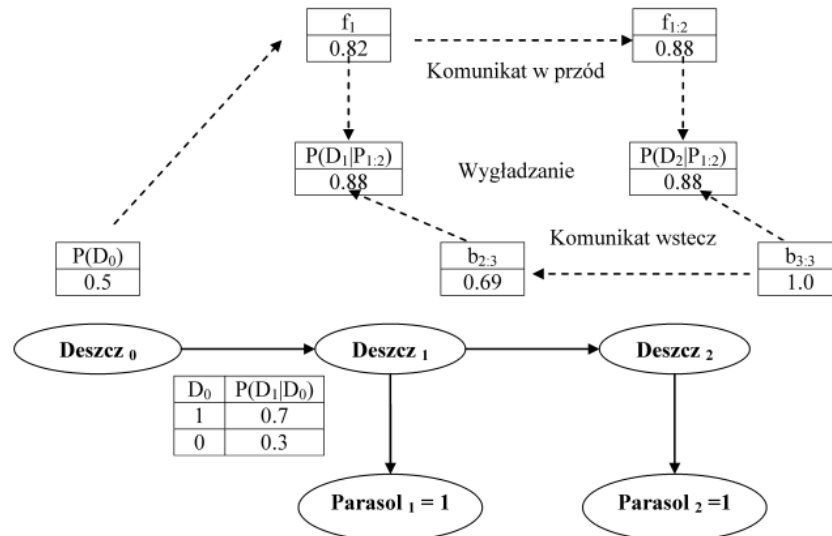 f₁ f₁:₂
0.82 0.88
Komunikat w przód
P(D₁|P₁:₂) P(D₂|P₁:₂)
Wygładzanie
0.88 0.88
Komunikat wstecz
P(D₀) b₂:₃ b₃:₃
0.5 0.69 1.0
Deszcz ₀ Deszcz ₁ Deszcz ₂
D₀ P(D₁|D₀)
1 0.7
0 0.3
Parasol ₁ = 1 Parasol ₂ =1